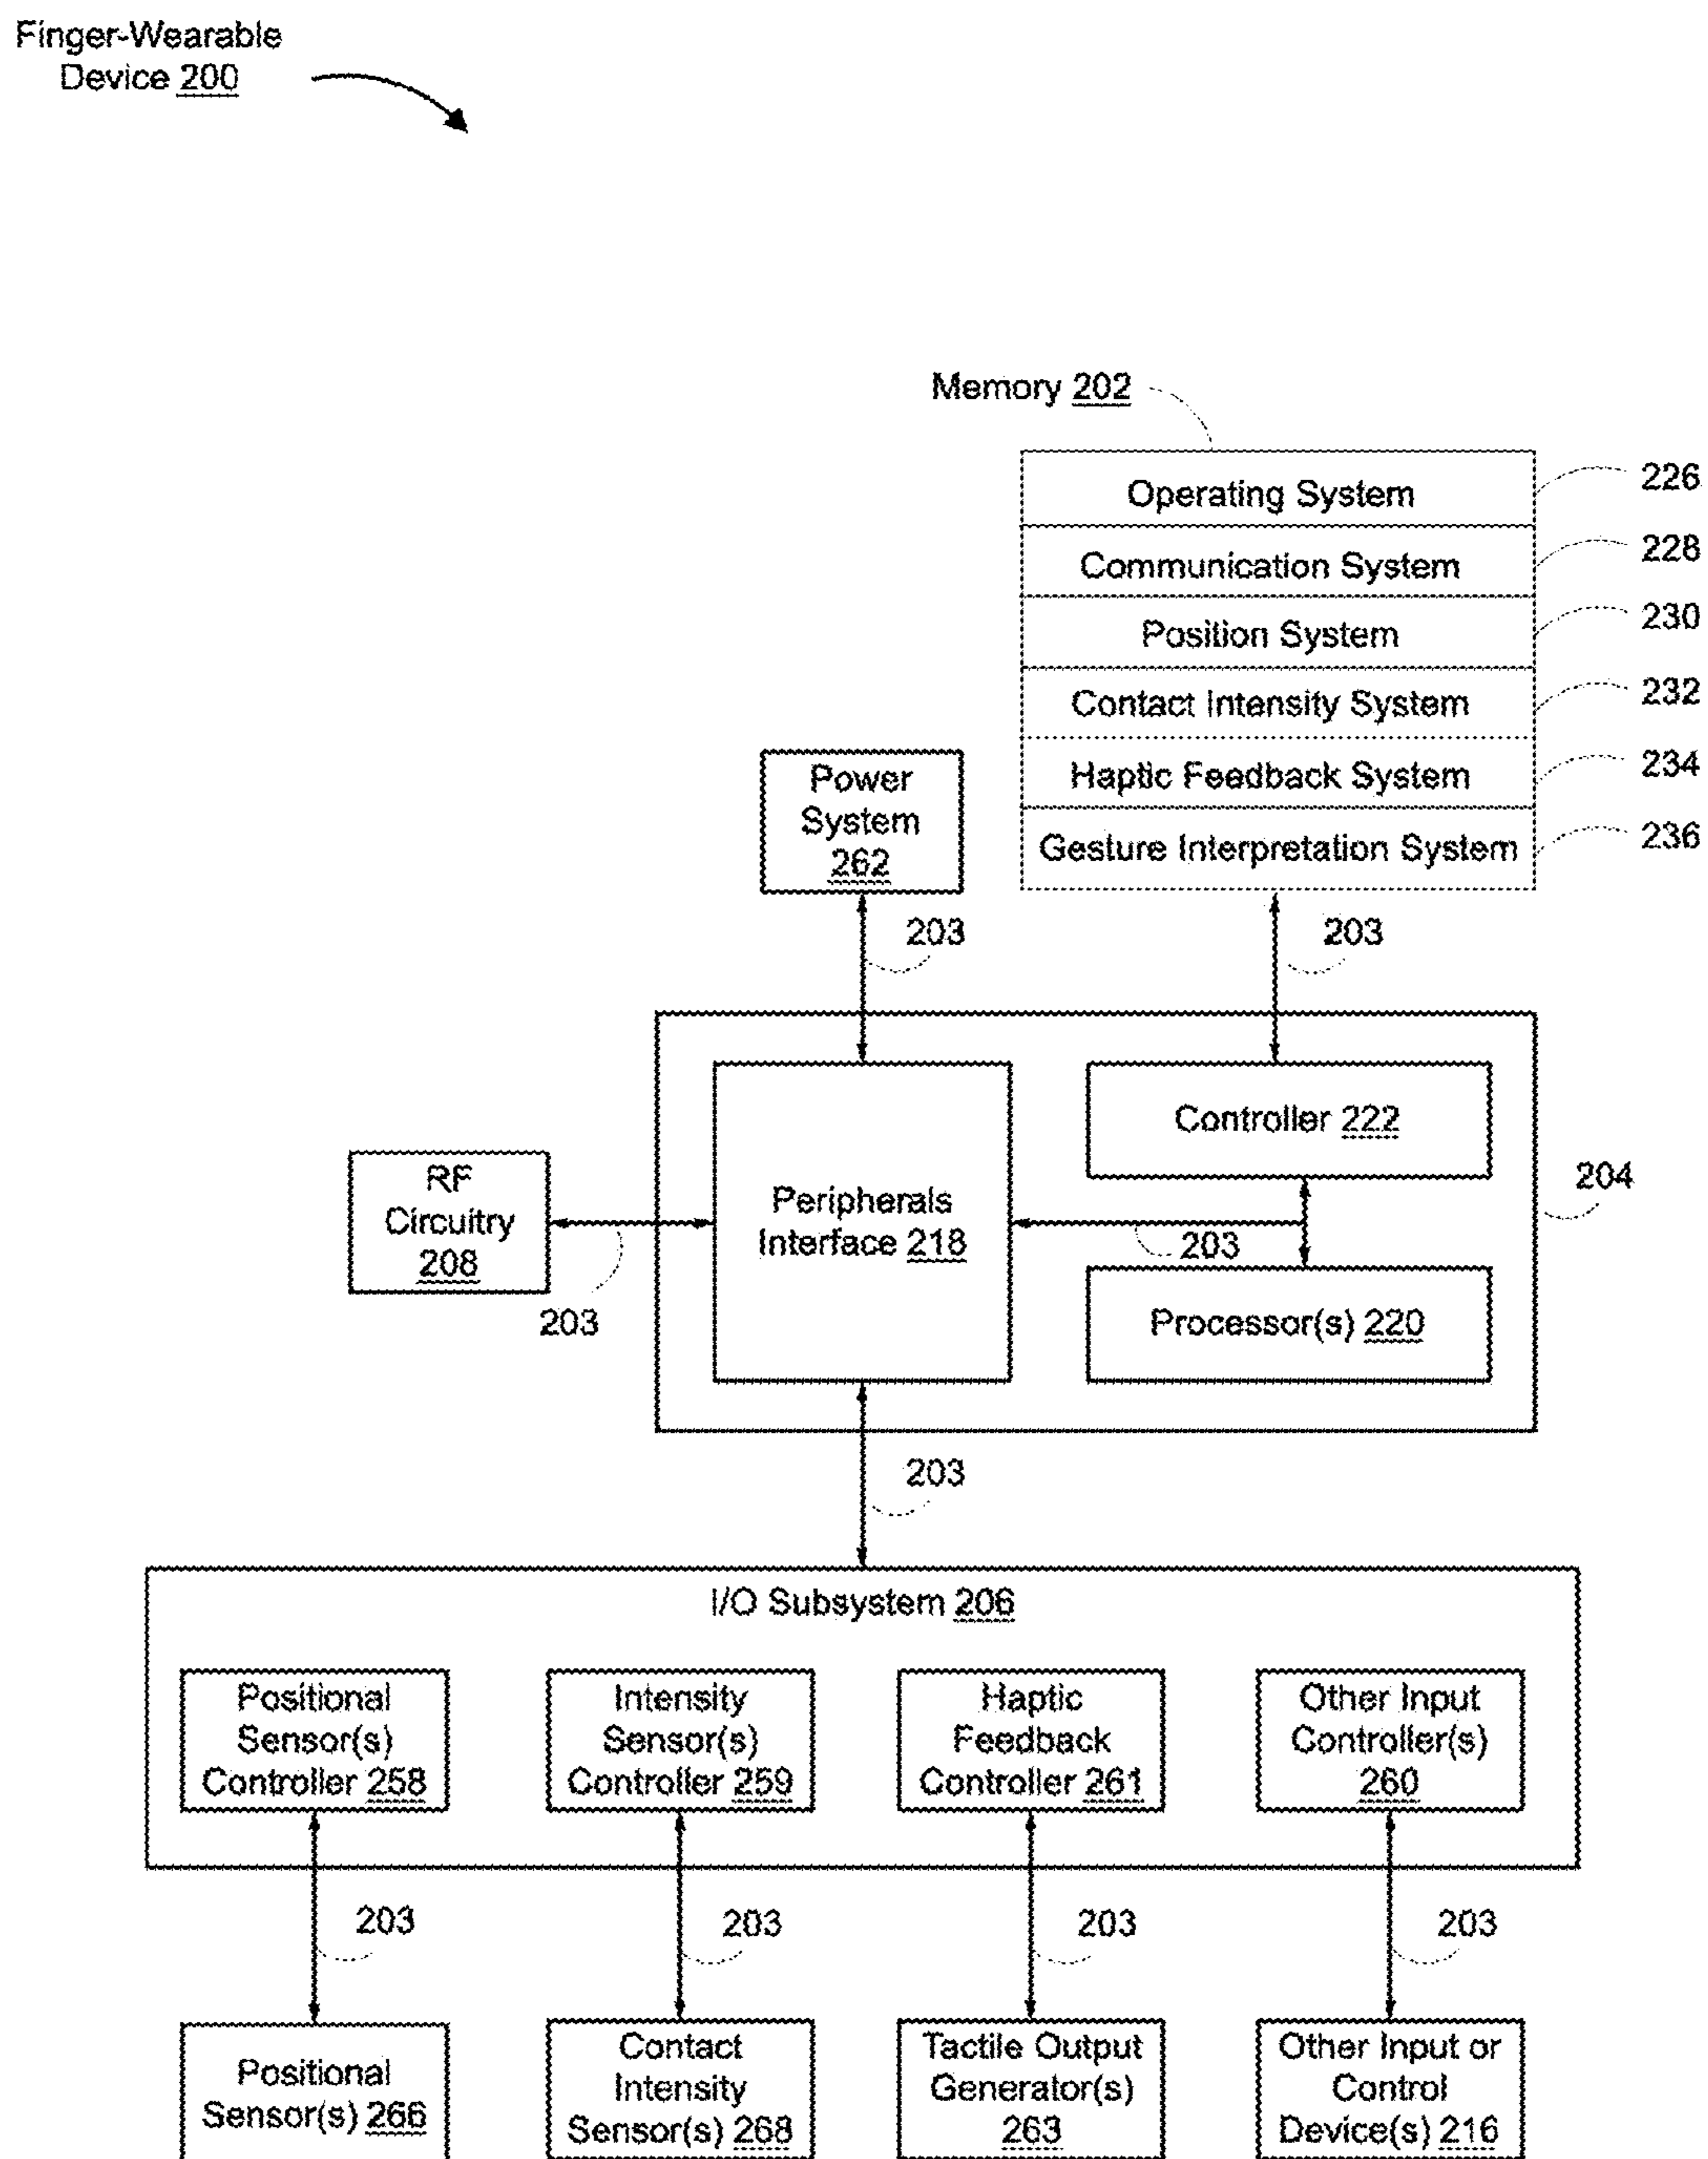 Finger-Wearable
Device 200
Memory 202
Operating System
226
Communication System
228
Position System
230
Contact Intensity System
232
Haptic Feedback System
234
Gesture Interpretation System
236
Power
System
262
203
203
Controller 222
204
RF
Circuitry
208
Peripherals
Interface 218
203
203
Processor(s) 220
203
I/O Subsystem 206
Positional
Sensor(s)
Controller 258
Intensity
Sensor(s)
Controller 259
Haptic
Feedback
Controller 261
Other Input
Controller(s)
260
203
203
203
203
Positional
Sensor(s) 266
Contact
Intensity
Sensor(s) 268
Tactile Output
Generator(s)
263
Other Input or
Control
Device(s) 216